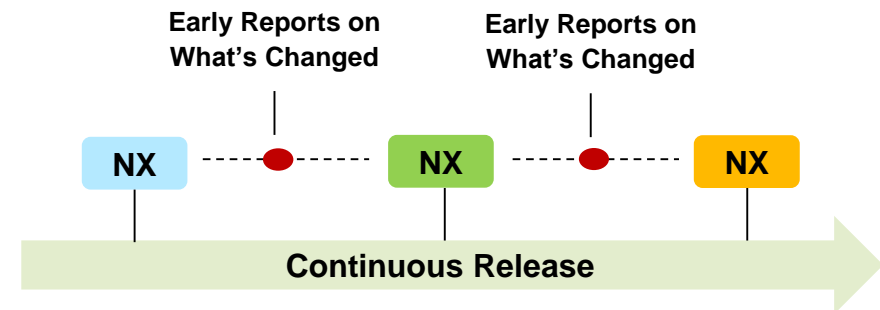 Early Reports on
What's Changed
Early Reports on
What's Changed
NX
NX
NX
Continuous Release